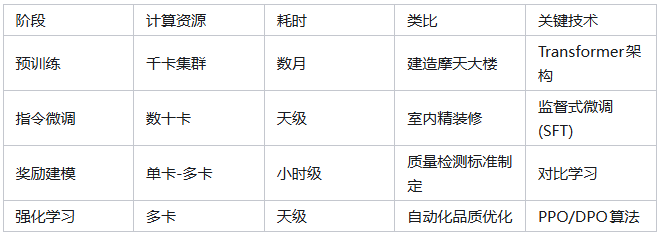 阶段 计算资源 耗时 类比 关键技术
预训练 千卡集群 数月 建造摩天大楼 Transformer架
构
指令微调 数十卡 天级 室内精装修 监督式微调
(SFT)
奖励建模 单卡-多卡 小时级 质量检测标准制
定 对比学习
强化学习 多卡 天级 自动化品质优化 PPO/DPO算法